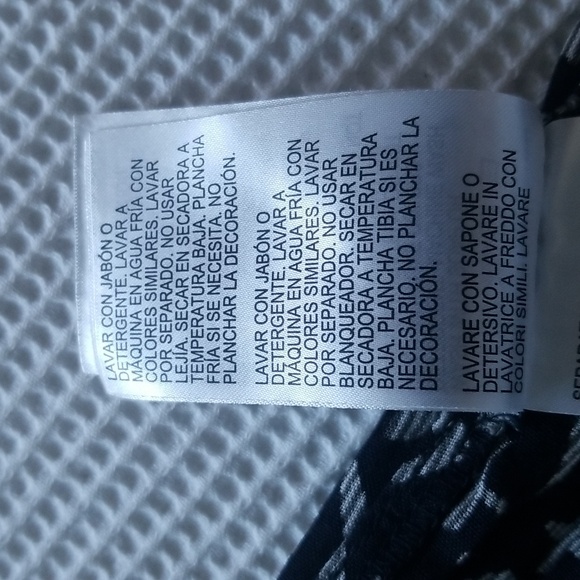 LAVAR CON JABÓN O
DETERGENTE. LAVAR A
MÁQUINA EN AGUA FRÍA CON
COLORES SIMILARES. LAVAR
POR SEPARADO. NO USAR
LEJÍA. SECAR EN SECADORA A
TEMPERATURA BAJA. PLANCHA
FRIA SI SE NECESITA. NO
PLANCHAR LA DECORACIÓN.
LAVAR CON JABÓN O
DETERGENTE. LAVAR A
MÁQUINA EN AGUA FRÍA CON
COLORES SIMILARES. LAVAR
POR SEPARADO. NO USAR
BLANQUEADOR. SECAR EN
SECADORA A TEMPERATURA
BAJA. PLANCHA TIBIA SI ES
NECESARIO, NO PLANCHAR LA
DECORACIÓN.
LAVARE CON SAPONE O
DETERSIVO. LAVARE IN
LAVATRICE A FREDDO CON
COLORI SIMILI. LAVARE